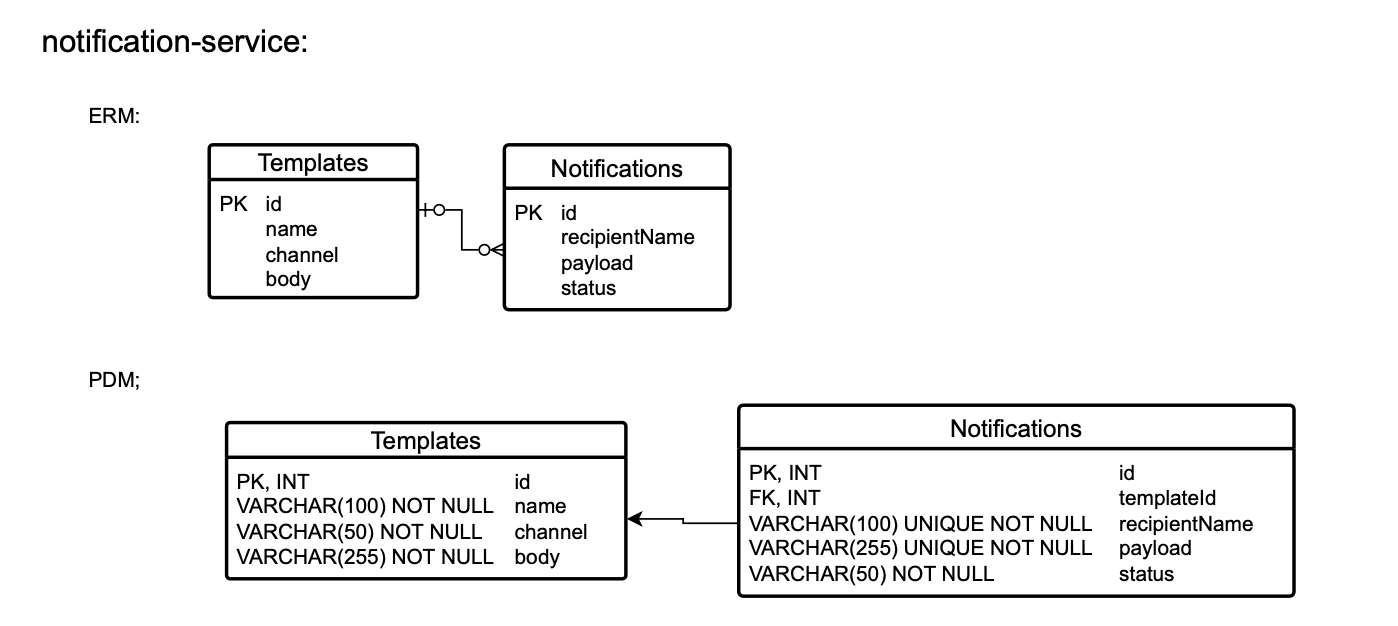 notification-service:
ERM:
Templates
PK id
name
channel
body
Notifications
PK id
recipientName
payload
status
PDM;
Templates
PK, INT id
VARCHAR(100) NOT NULL name
VARCHAR(50) NOT NULL channel
VARCHAR(255) NOT NULL body
Notifications
PK, INT id
FK, INT templateId
VARCHAR(100) UNIQUE NOT NULL recipientName
VARCHAR(255) UNIQUE NOT NULL payload
VARCHAR(50) NOT NULL status